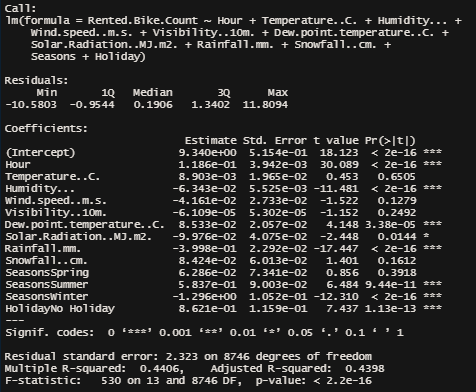 Call:
lm(formula = Rented.Bike.Count ~ Hour + Temperature..C. + Humidity... +
    Wind.speed..m.s. + Visibility..10m. + Dew.point.temperature..C. +
    Solar.Radiation..MJ.m2. + Rainfall.mm. + Snowfall..cm. +
    Seasons + Holiday)

Residuals:
     Min       1Q   Median       3Q      Max
-10.5803  -0.9544   0.1906   1.3402  11.8094

Coefficients:
                            Estimate Std. Error t value Pr(>|t|)
(Intercept)                9.340e+00  5.154e-01  18.123  < 2e-16 ***
Hour                       1.186e-01  3.942e-03  30.089  < 2e-16 ***
Temperature..C.            8.903e-03  1.965e-02   0.453   0.6505
Humidity...               -6.343e-02  5.525e-03 -11.481  < 2e-16 ***
Wind.speed..m.s.          -4.161e-02  2.733e-02  -1.522   0.1279
Visibility..10m.          -6.109e-05  5.302e-05  -1.152   0.2492
Dew.point.temperature..C.  8.533e-02  2.057e-02   4.148 3.38e-05 ***
Solar.Radiation..MJ.m2.   -9.976e-02  4.075e-02  -2.448   0.0144 *
Rainfall.mm.              -3.998e-01  2.292e-02 -17.447  < 2e-16 ***
Snowfall..cm.              8.424e-02  6.013e-02   1.401   0.1612
SeasonsSpring              6.286e-02  7.341e-02   0.856   0.3918
SeasonsSummer              5.837e-01  9.003e-02   6.484 9.44e-11 ***
SeasonsWinter             -1.296e+00  1.052e-01 -12.310  < 2e-16 ***
HolidayNo Holiday          8.621e-01  1.159e-01   7.437 1.13e-13 ***
---
Signif. codes:  0 ‘***’ 0.001 ‘**’ 0.01 ‘*’ 0.05 ‘.’ 0.1 ‘ ’ 1

Residual standard error: 2.323 on 8746 degrees of freedom
Multiple R-squared:  0.4406,	Adjusted R-squared:  0.4398
F-statistic:   530 on 13 and 8746 DF,  p-value: < 2.2e-16